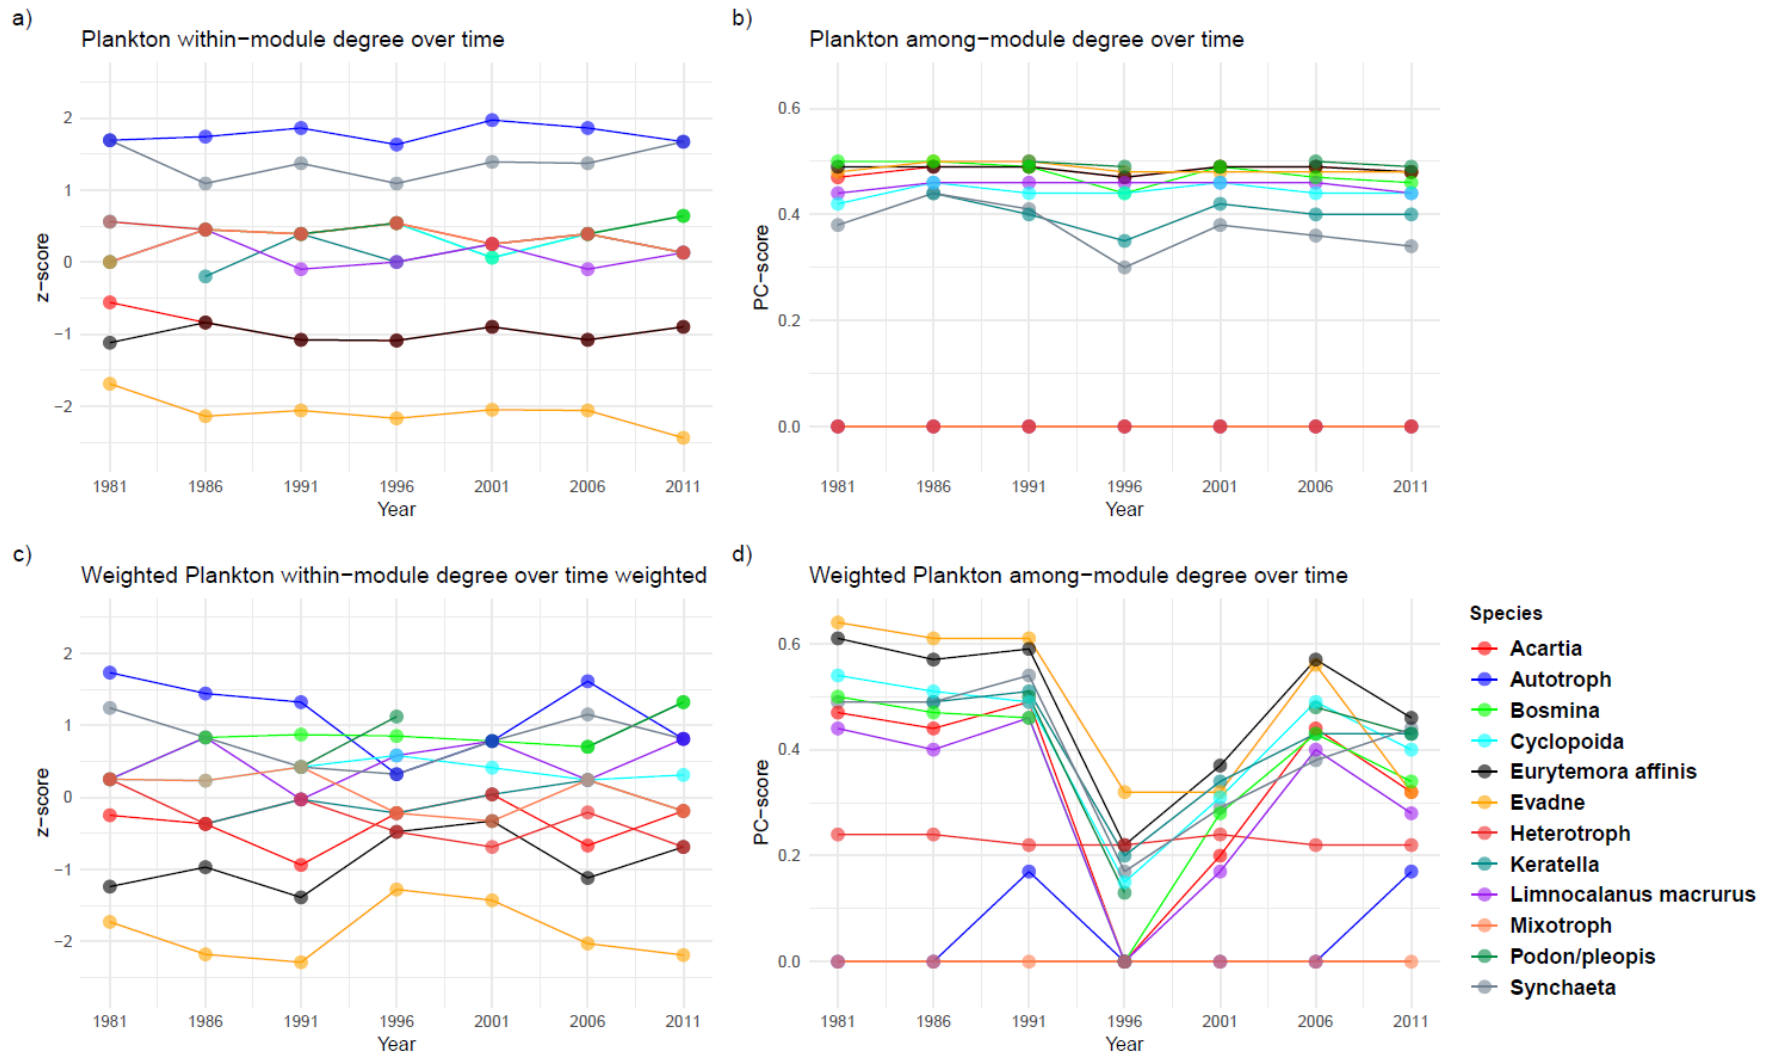 a)
Plankton within−module degree over time
2
1
0
−1
−2
z−score
1981 1986 1991 1996 2001 2006 2011
Year
b)
Plankton among−module degree over time
0.6
0.4
0.2
0.0
PC−score
1981 1986 1991 1996 2001 2006 2011
Year
c)
Weighted Plankton within−module degree over time weighted
2
1
0
−1
−2
z−score
1981 1986 1991 1996 2001 2006 2011
Year
d)
Weighted Plankton among−module degree over time
0.6
0.4
0.2
0.0
PC−score
1981 1986 1991 1996 2001 2006 2011
Year
Species
Acartia
Autotroph
Bosmina
Cyclopoida
Eurytemora affinis
Evadne
Heterotroph
Keratella
Limnocalanus macrurus
Mixotroph
Podon/pleopis
Synchaeta